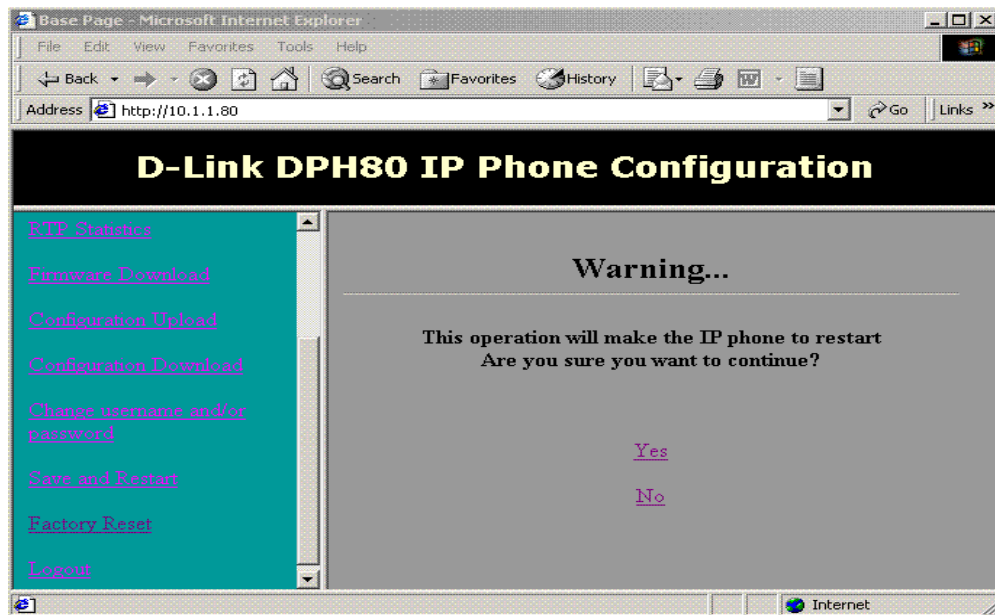 Base Page - Microsoft Internet Explorer
File Edit View Favorites Tools Help
Back Search Favorites History
Address http://10.1.1.80 Go Links »
D-Link DPH80 IP Phone Configuration
RTP Statistics
Firmware Download
Configuration Upload
Configuration Download
Change username and/or
password
Save and Restart
Factory Reset
Logout
Warning...
This operation will make the IP phone to restart
Are you sure you want to continue?
Yes
No
Internet